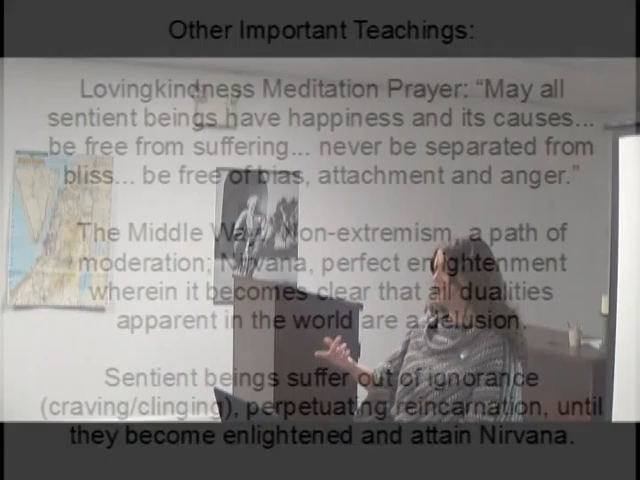 Other Important Teachings:
Lovingkindness Meditation Prayer: “May all
sentient beings have happiness and its causes...
be free from suffering... never be separated from
bliss... be free of bias, attachment and anger.”
The Middle Way: Non-extremism, a path of
moderation; Nirvana, perfect enlightenment
wherein it becomes clear that all dualities
apparent in the world are a delusion.
Sentient beings suffer out of ignorance
(craving/clinging), perpetuating reincarnation, until
they become enlightened and attain Nirvana.